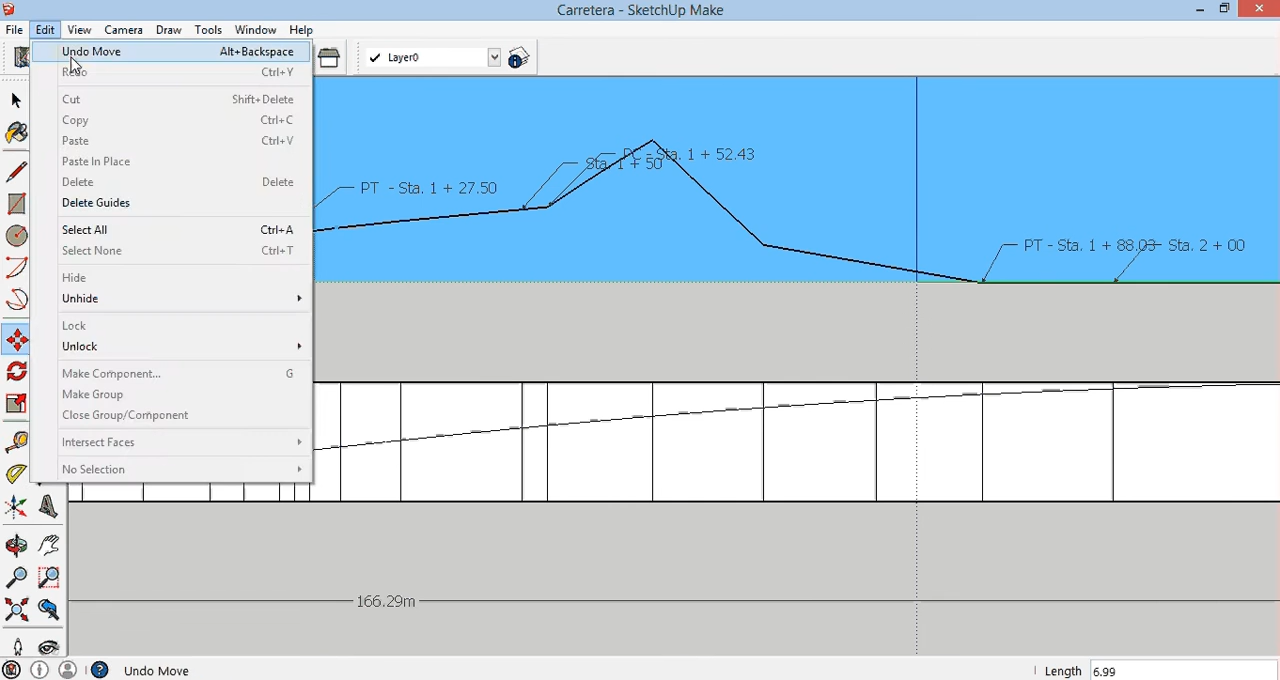 Carretera - SketchUp Make
File Edit View Camera Draw Tools Window Help
Undo Move Alt+Backspace
Redo Ctrl+Y
Cut Shift+Delete
Copy Ctrl+C
Paste Ctrl+V
Paste In Place
Delete Delete
Delete Guides
Select All Ctrl+A
Select None Ctrl+T
Hide
Unhide
Lock
Unlock
Make Component... G
Make Group
Close Group/Component
Intersect Faces
No Selection
Layer0
PT - Sta. 1 + 27.50
Sta. 1 + 50
PC - Sta. 1 + 52.43
PT - Sta. 1 + 88.03
Sta. 2 + 00
166.29m
Undo Move
Length 6.99